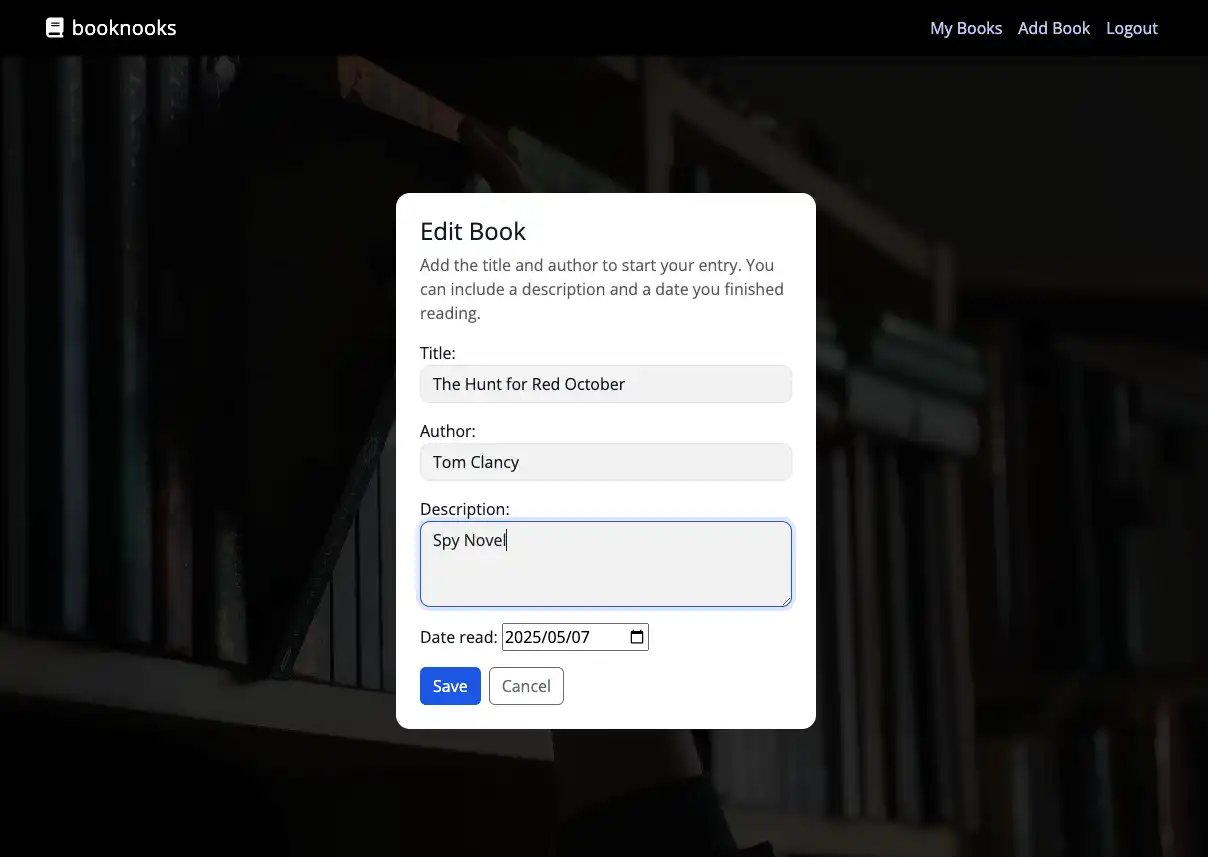 booknooks
My Books Add Book Logout
Edit Book
Add the title and author to start your entry. You
can include a description and a date you finished
reading.
Title:
The Hunt for Red October
Author:
Tom Clancy
Description:
Spy Novel
Date read: 2025/05/07
Save Cancel